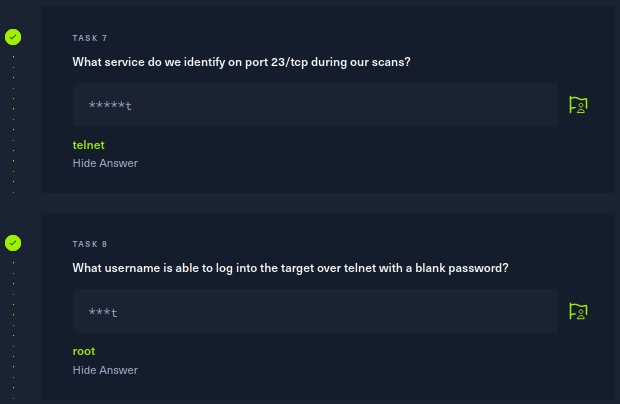 TASK 7
What service do we identify on port 23/tcp during our scans?
*****t
telnet
Hide Answer
TASK 8
What username is able to log into the target over telnet with a blank password?
***t
root
Hide Answer